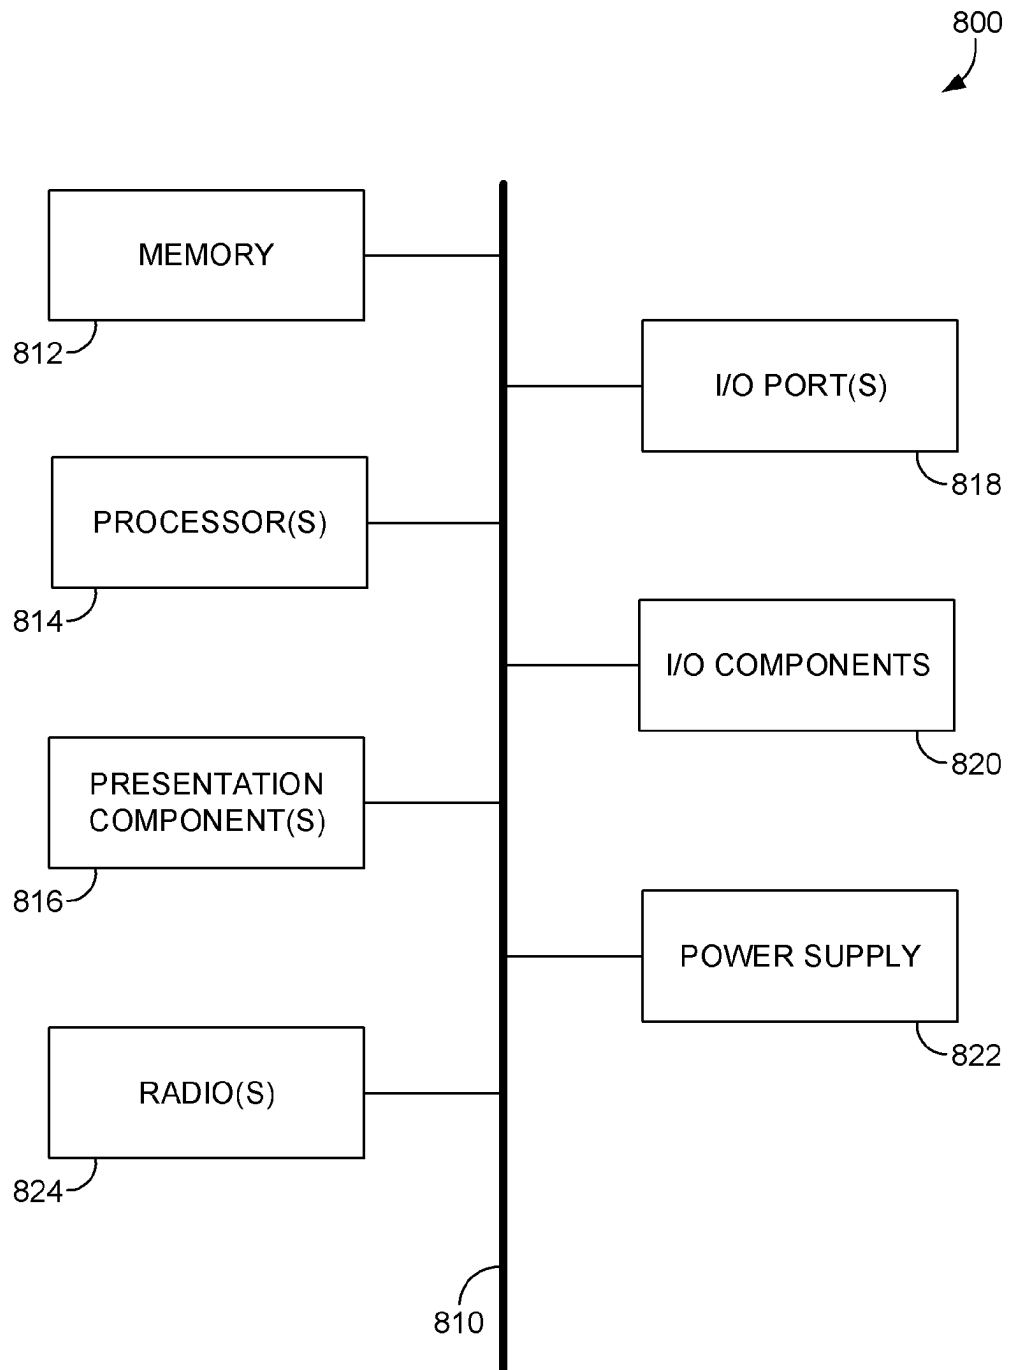 800
MEMORY
812
I/O PORT(S)
818
PROCESSOR(S)
814
I/O COMPONENTS
820
PRESENTATION
COMPONENT(S)
816
POWER SUPPLY
822
RADIO(S)
824
810